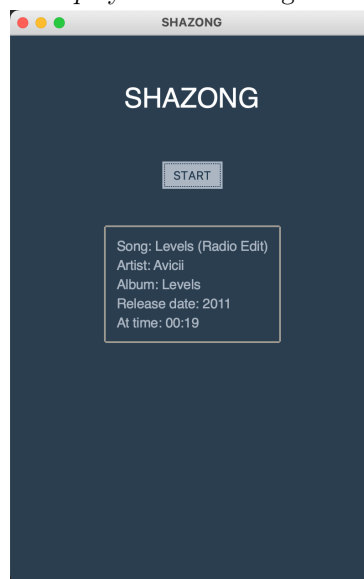 SHAZONG
SHAZONG
START
Song: Levels (Radio Edit)
Artist: Avicii
Album: Levels
Release date: 2011
At time: 00:19